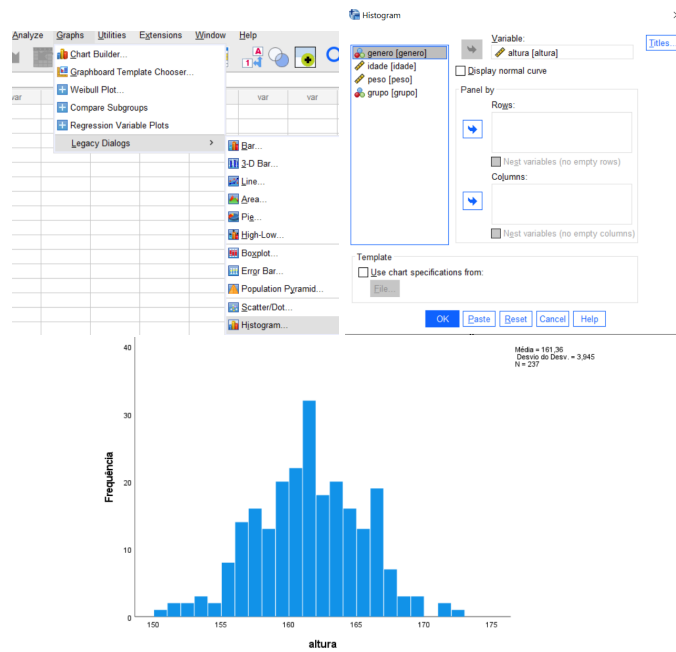 Analyze Graphs Utilities Extensions Window Help
Chart Builder...
Graphboard Template Chooser...
Weibull Plot...
Compare Subgroups
Regression Variable Plots
Legacy Dialogs
Bar...
3-D Bar...
Line...
Area...
Pie...
High-Low...
Boxplot...
Error Bar...
Population Pyramid...
Scatter/Dot...
Histogram...
var var var
A
1 4
Histogram
genero [genero]
idade [idade]
peso [peso]
grupo [grupo]
Variable:
altura [altura]
Titles...
Display normal curve
Panel by
Rows:
Nest variables (no empty rows)
Columns:
Nest variables (no empty columns)
Template
Use chart specifications from:
File...
OK Paste Reset Cancel Help
Média = 161,36
Desvio do Desv. = 3,945
N = 237
Frequência
40
30
20
10
0
150 155 160 165 170 175
altura